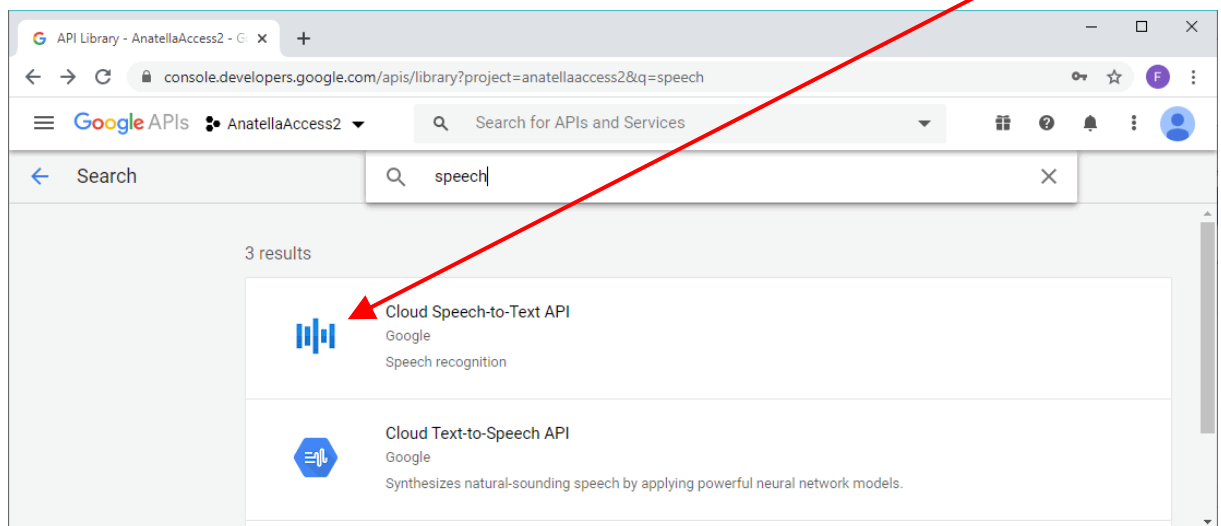 API Library - AnatellaAccess2 - G
console.developers.google.com/apis/library?project=anatellaaccess2&q=speech
F
Google APIs AnatellaAccess2 Search for APIs and Services
Search speech
3 results
Cloud Speech-to-Text API
Google
Speech recognition
Cloud Text-to-Speech API
Google
Synthesizes natural-sounding speech by applying powerful neural network models.